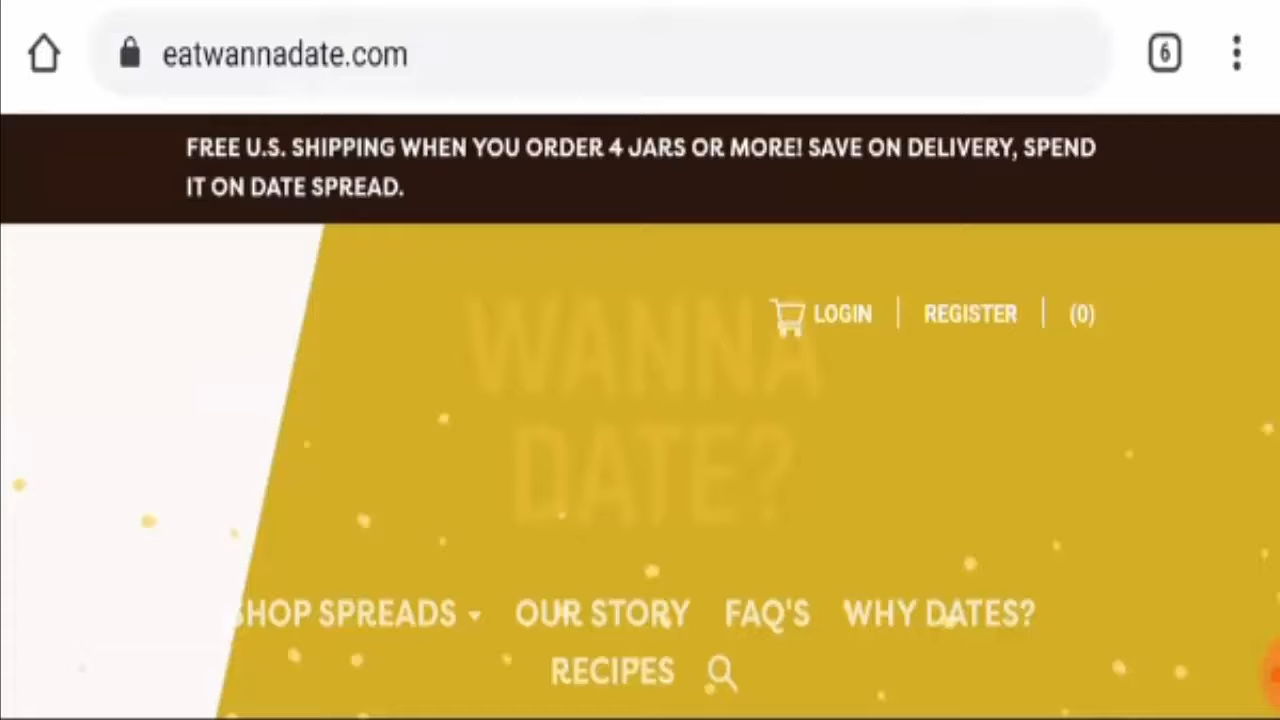 eatwannadate.com
6
FREE U.S. SHIPPING WHEN YOU ORDER 4 JARS OR MORE! SAVE ON DELIVERY, SPEND
IT ON DATE SPREAD.
LOGIN | REGISTER | (0)
WANNA
DATE?
SHOP SPREADS OUR STORY FAQ'S WHY DATES?
RECIPES